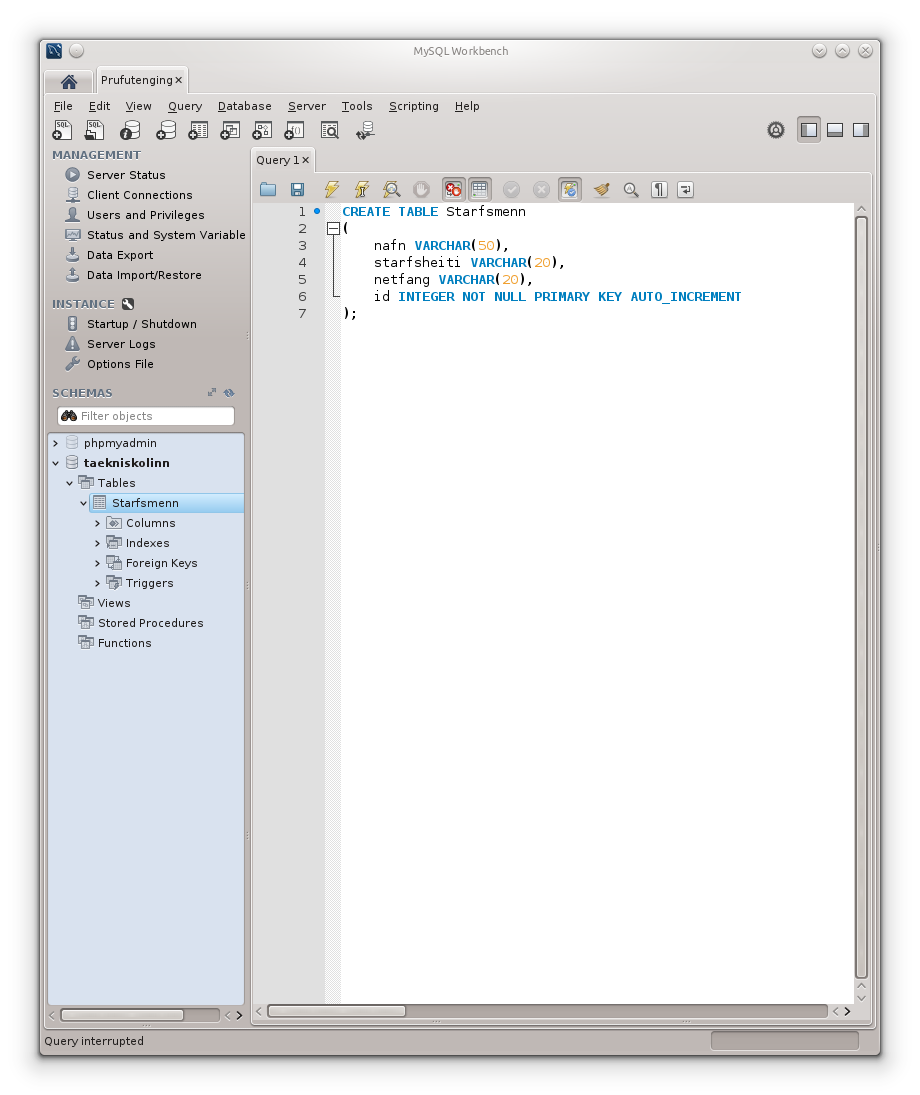 MySQL Workbench
Prufutenging
File Edit View Query Database Server Tools Scripting Help
MANAGEMENT
Server Status
Client Connections
Users and Privileges
Status and System Variable
Data Export
Data Import/Restore
INSTANCE
Startup / Shutdown
Server Logs
Options File
SCHEMAS
Filter objects
phpmyadmin
taekniskolinn
Tables
Starfsmenn
Columns
Indexes
Foreign Keys
Triggers
Views
Stored Procedures
Functions
Query 1
1 CREATE TABLE Starfsmenn
2 (
3 nafn VARCHAR(50),
4 starfsheiti VARCHAR(20),
5 netfang VARCHAR(20),
6 id INTEGER NOT NULL PRIMARY KEY AUTO_INCREMENT
7 );
Query interrupted